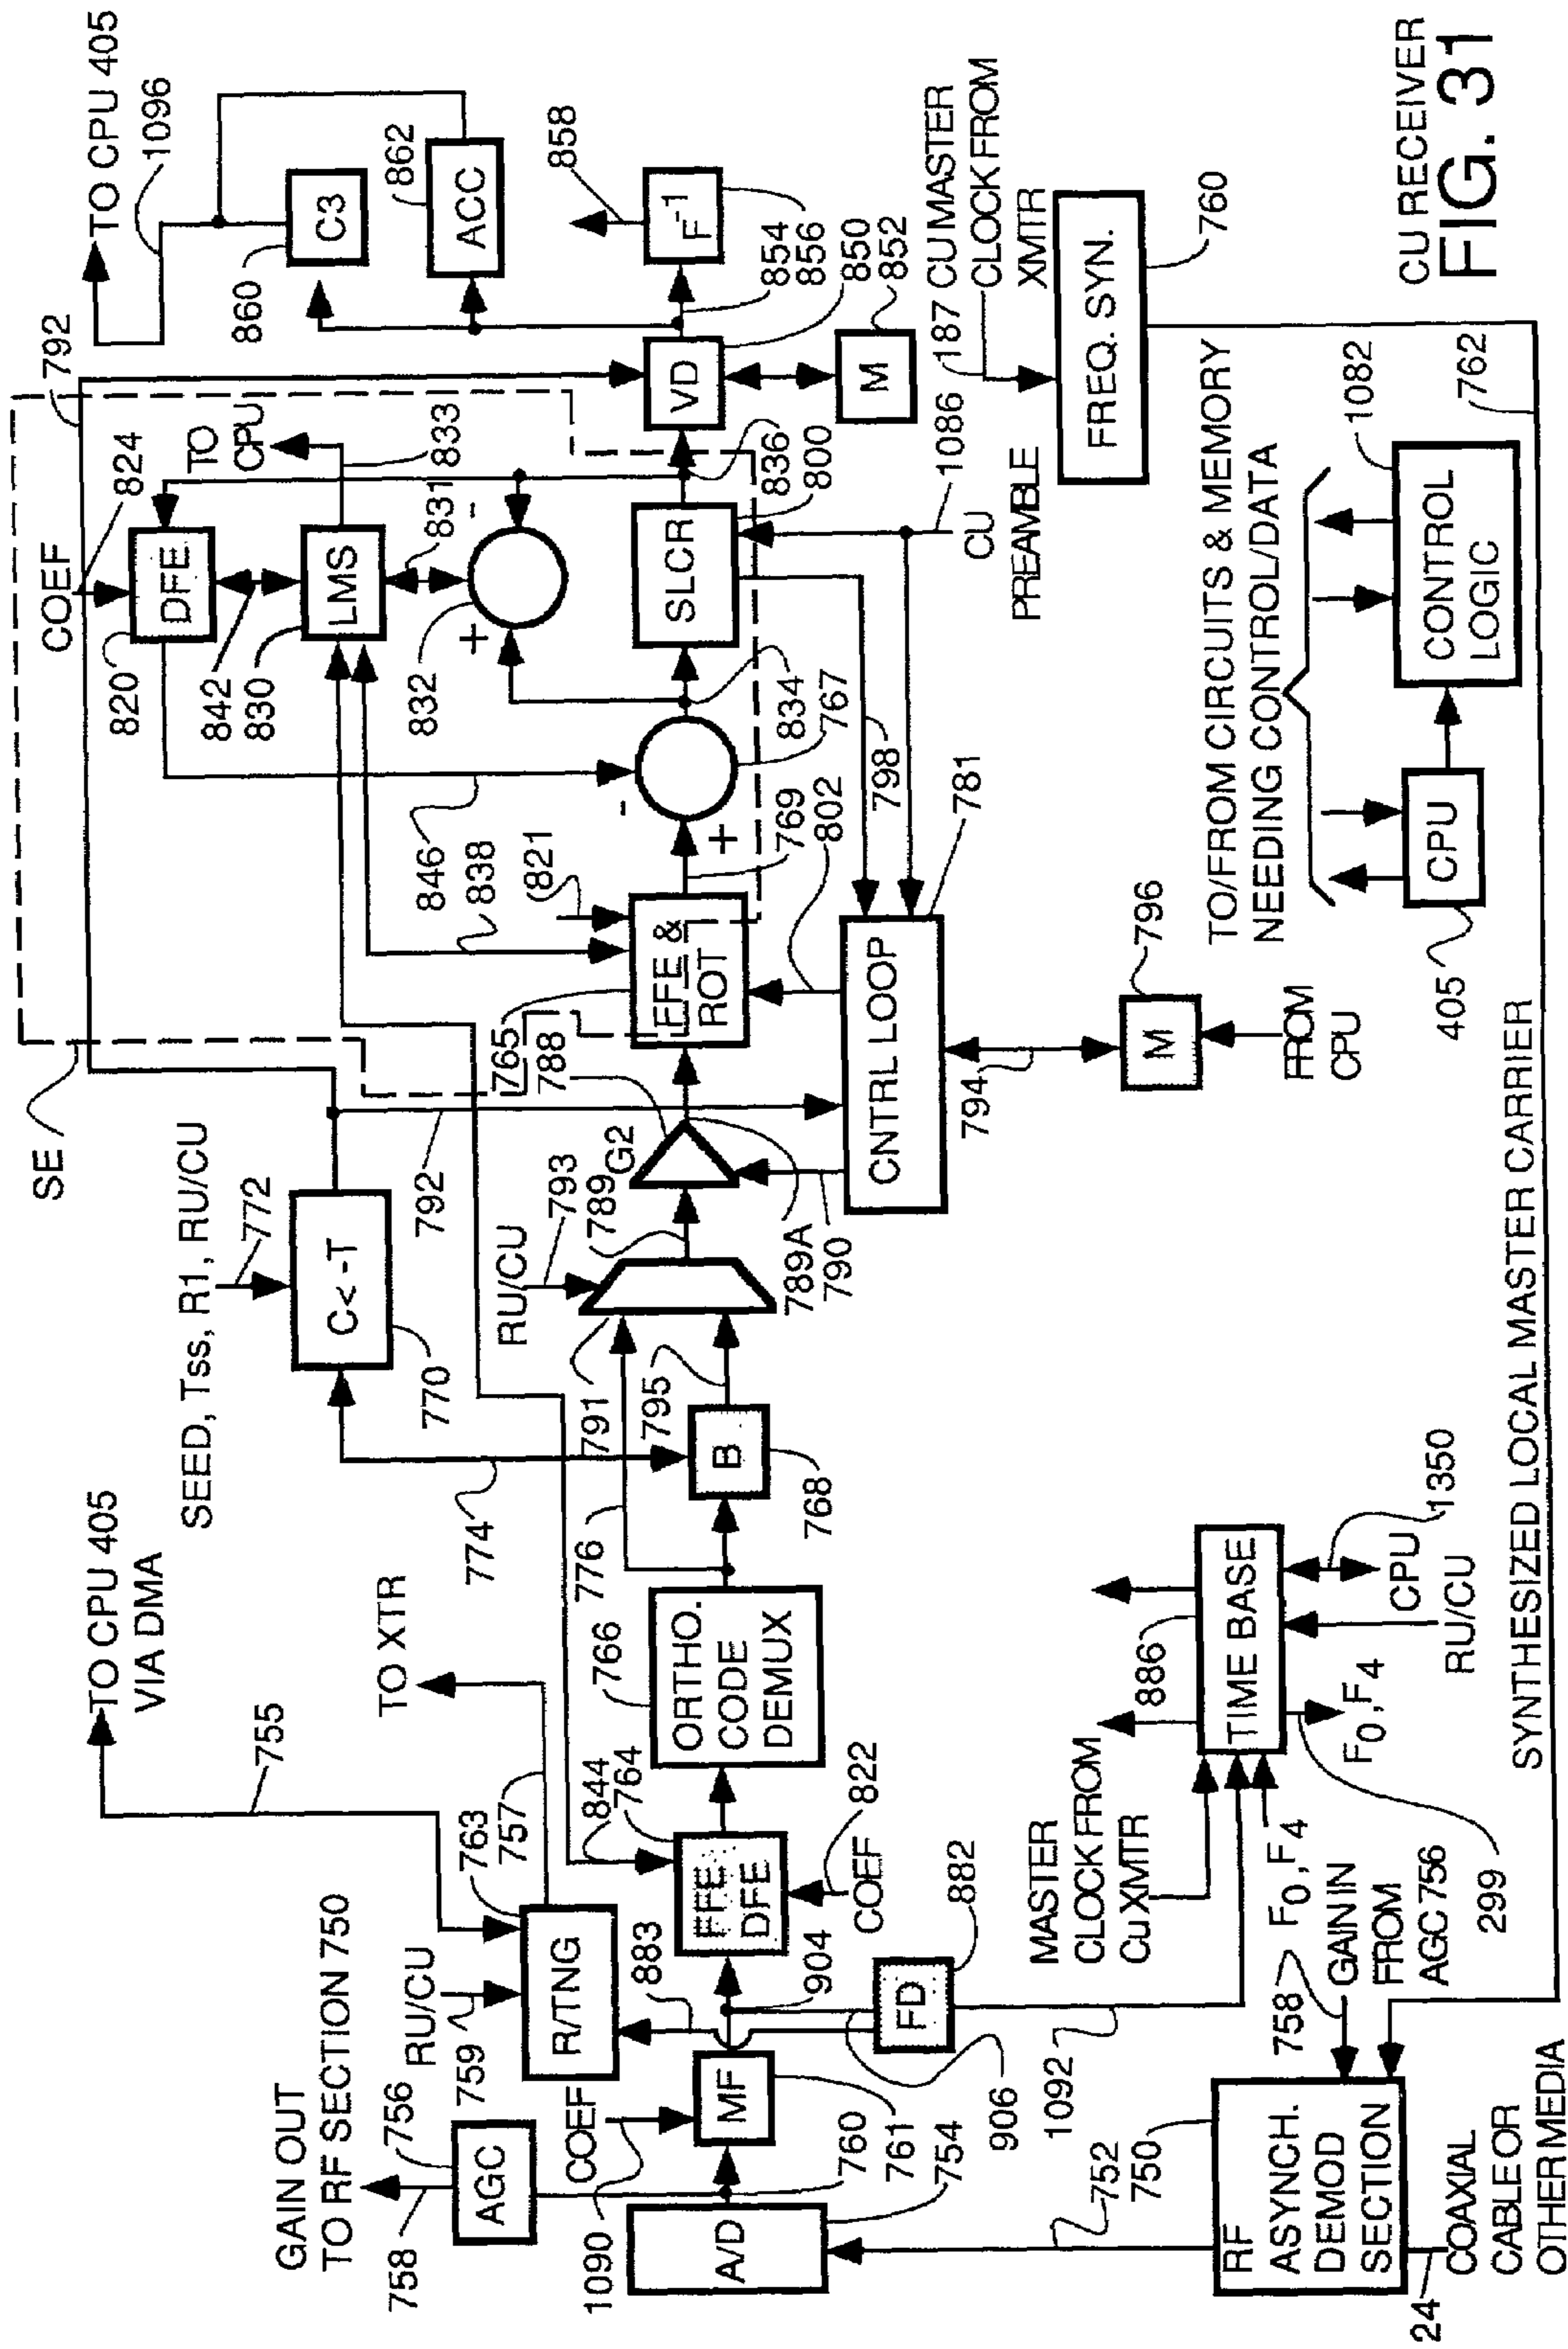 TO CPU 405
1096
862
ACC
860
C3
858
F-1
854
856
850
852
VD
M
792
824
COEF
TO
CPU
833
831
DFE
LMS
820
842
830
832
+
-
836
800
SLCR
1086
CU
PREAMBLE
834
767
846
838
821
-
+
769
802
798
781
EFE &
ROT
765
788
G2
CNTRL LOOP
794
796
M
FROM
CPU
187
CU MASTER
CLOCK FROM
XMTR
FREQ. SYN.
760
CU RECEIVER
FIG. 31
TO/FROM CIRCUITS & MEMORY
NEEDING CONTROL/DATA
CONTROL
LOGIC
1082
762
CPU
405
SYNTHESIZED LOCAL MASTER CARRIER
SE
SEED, Tss, R1, RU/CU
772
C< -T
770
792
RU/CU
793
789
789A
790
791
795
774
776
B
768
TO CPU 405
VIA DMA
755
TO XTR
757
763
RU/CU
759
R/TNG
883
844
764
766
ORTHO.
CODE
DEMUX
FFE
DFE
COEF
822
882
FD
904
906
1092
GAIN OUT
TO RF SECTION 750
758
756
AGC
COEF
1090
MF
A/D
760
761
754
752
750
RF
ASYNCH.
DEMOD
SECTION
24
COAXIAL
CABLE OR
OTHER MEDIA
758
GAIN IN
FROM
AGC 756
MASTER
CLOCK FROM
Cu XMTR
F0, F4
299
F0, F4
886
TIME BASE
1350
CPU
RU/CU